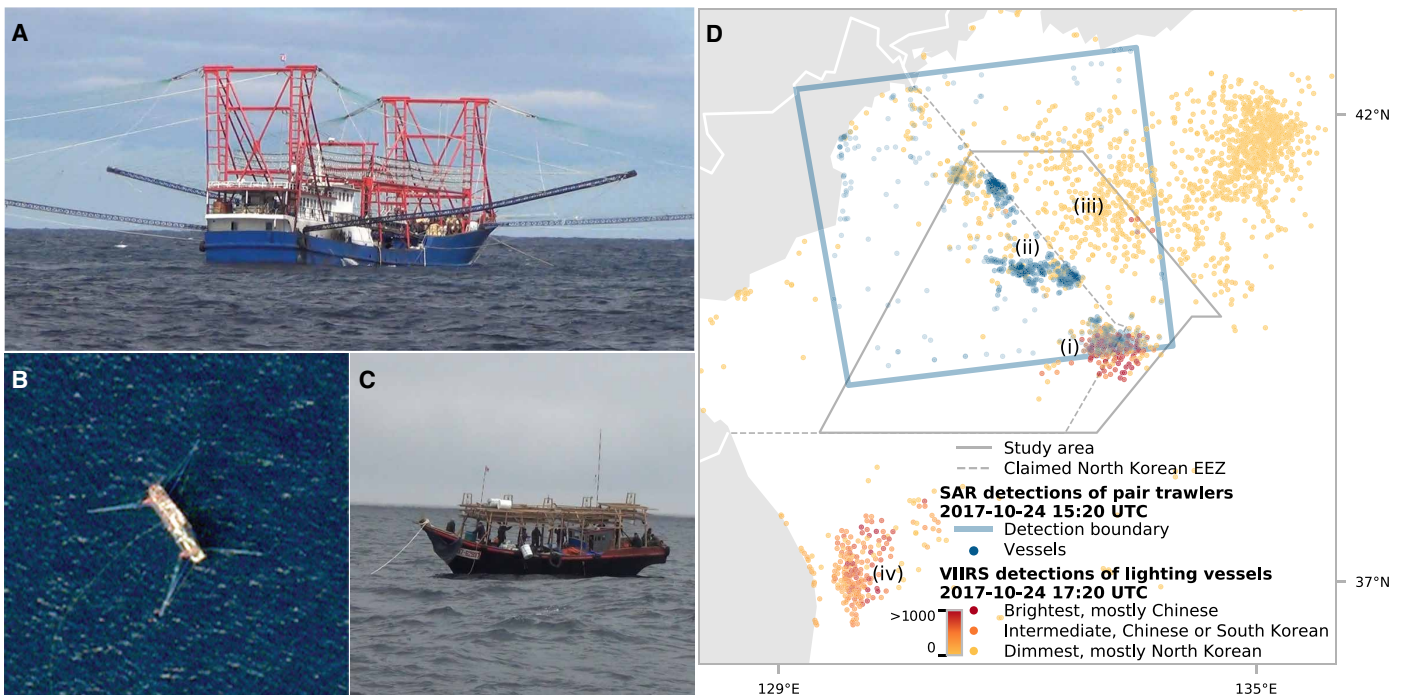 A
B
C
D
42°N
(iii)
(ii)
(i)
Study area
Claimed North Korean EEZ
SAR detections of pair trawlers
2017-10-24 15:20 UTC
Detection boundary
Vessels
(iv)
37°N
VIIRS detections of lighting vessels
2017-10-24 17:20 UTC
>1000
Brightest, mostly Chinese
Intermediate, Chinese or South Korean
0
Dimmest, mostly North Korean
129°E
135°E